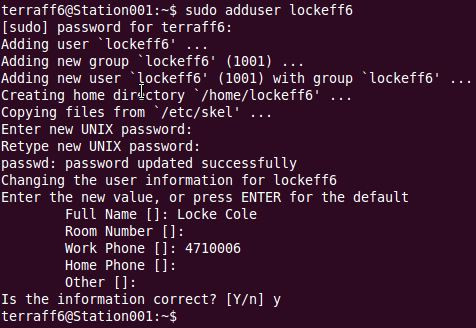 terraff6@Station001:~$ sudo adduser lockeff6
[sudo] password for terraff6:
Adding user `lockeff6' ...
Adding new group `lockeff6' (1001) ...
Adding new user `lockeff6' (1001) with group `lockeff6' ...
Creating home directory `/home/lockeff6' ...
Copying files from `/etc/skel' ...
Enter new UNIX password:
Retype new UNIX password:
passwd: password updated successfully
Changing the user information for lockeff6
Enter the new value, or press ENTER for the default
        Full Name []: Locke Cole
        Room Number []:
        Work Phone []: 4710006
        Home Phone []:
        Other []:
Is the information correct? [Y/n] y
terraff6@Station001:~$